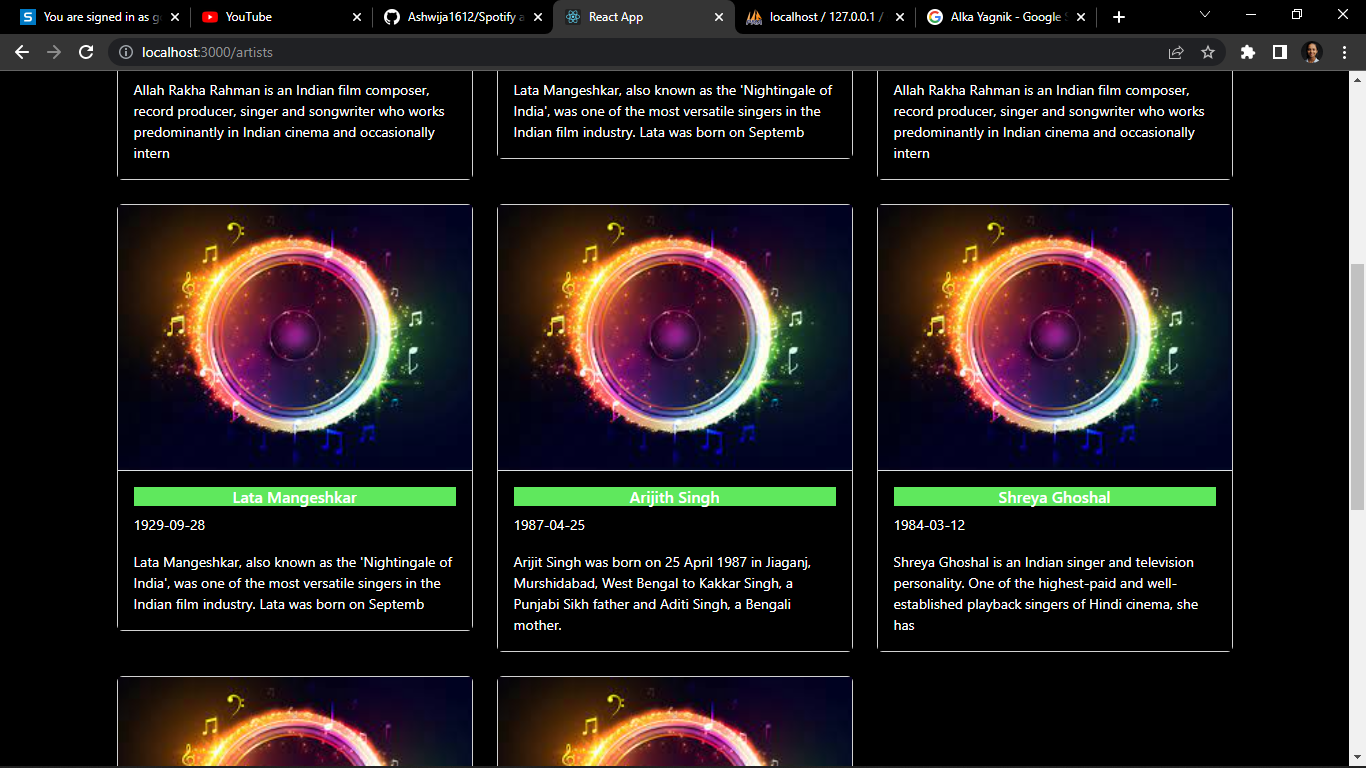 You are signed in as g
YouTube
Ashwija1612/Spotify a
React App
localhost / 127.0.0.1 /
Alka Yagnik - Google S
localhost:3000/artists
Allah Rakha Rahman is an Indian film composer,
record producer, singer and songwriter who works
predominantly in Indian cinema and occasionally
intern
Lata Mangeshkar, also known as the 'Nightingale of
India', was one of the most versatile singers in the
Indian film industry. Lata was born on Septemb
Allah Rakha Rahman is an Indian film composer,
record producer, singer and songwriter who works
predominantly in Indian cinema and occasionally
intern
Lata Mangeshkar
1929-09-28
Lata Mangeshkar, also known as the 'Nightingale of
India', was one of the most versatile singers in the
Indian film industry. Lata was born on Septemb
Arijith Singh
1987-04-25
Arijit Singh was born on 25 April 1987 in Jiaganj,
Murshidabad, West Bengal to Kakkar Singh, a
Punjabi Sikh father and Aditi Singh, a Bengali
mother.
Shreya Ghoshal
1984-03-12
Shreya Ghoshal is an Indian singer and television
personality. One of the highest-paid and well-
established playback singers of Hindi cinema, she
has